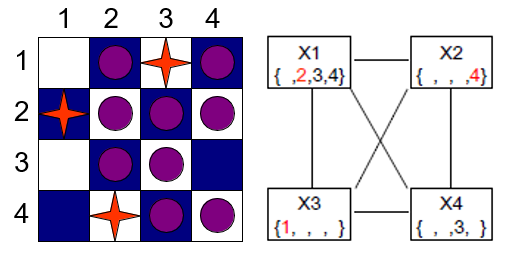 1 2 3 4
1
2
3
4
X1
{ ,2,3,4}
X2
{ , , ,4}
X3
{1, , , }
X4
{ , ,3, }